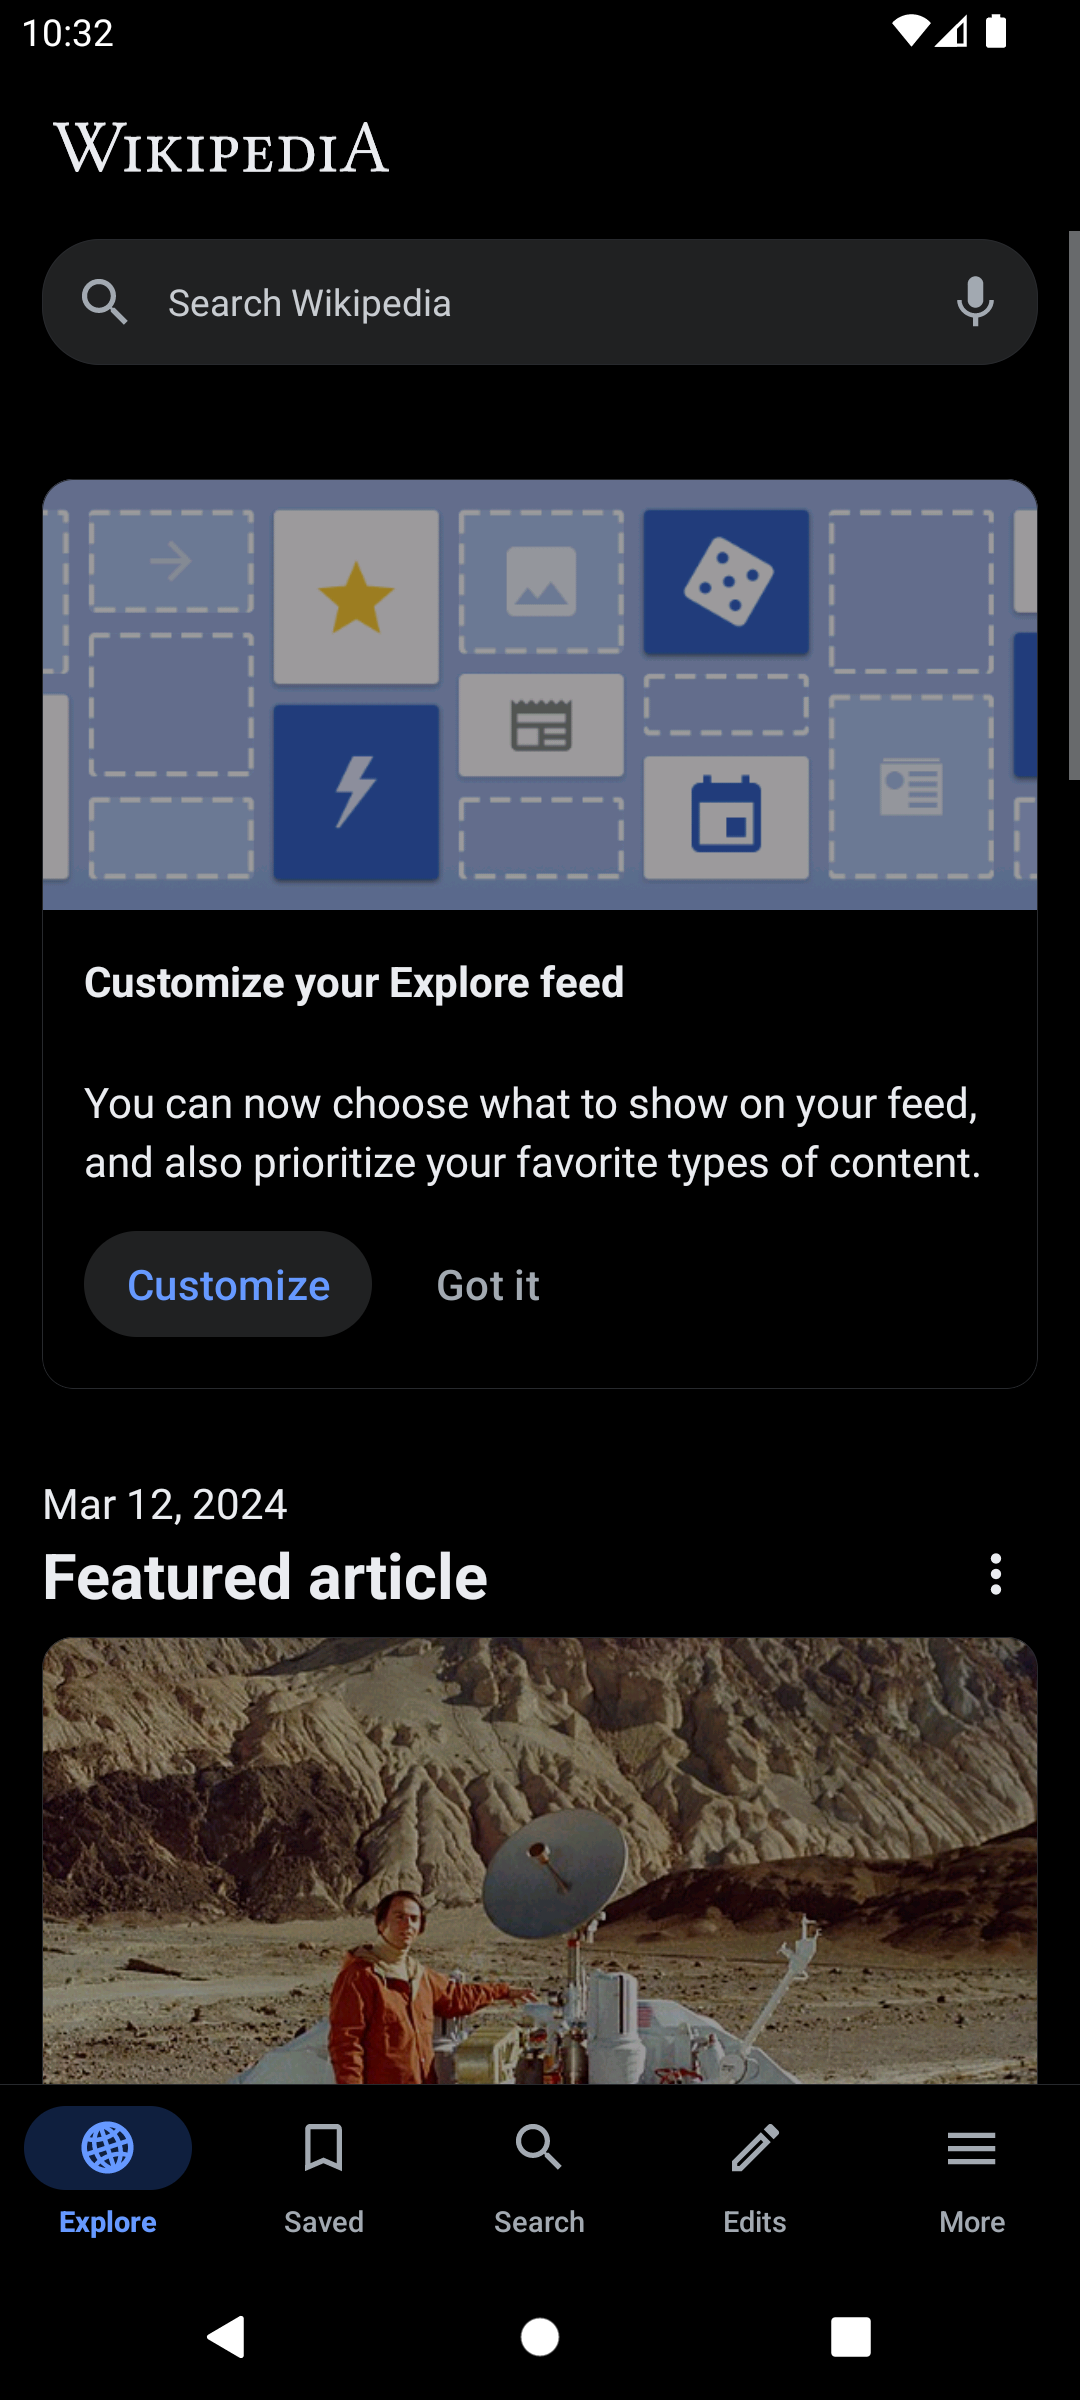 10:32
WIKIPEDIA
Search Wikipedia
Customize your Explore feed
You can now choose what to show on your feed,
and also prioritize your favorite types of content.
Customize
Got it
Mar 12, 2024
Featured article
Explore
Saved
Search
Edits
More